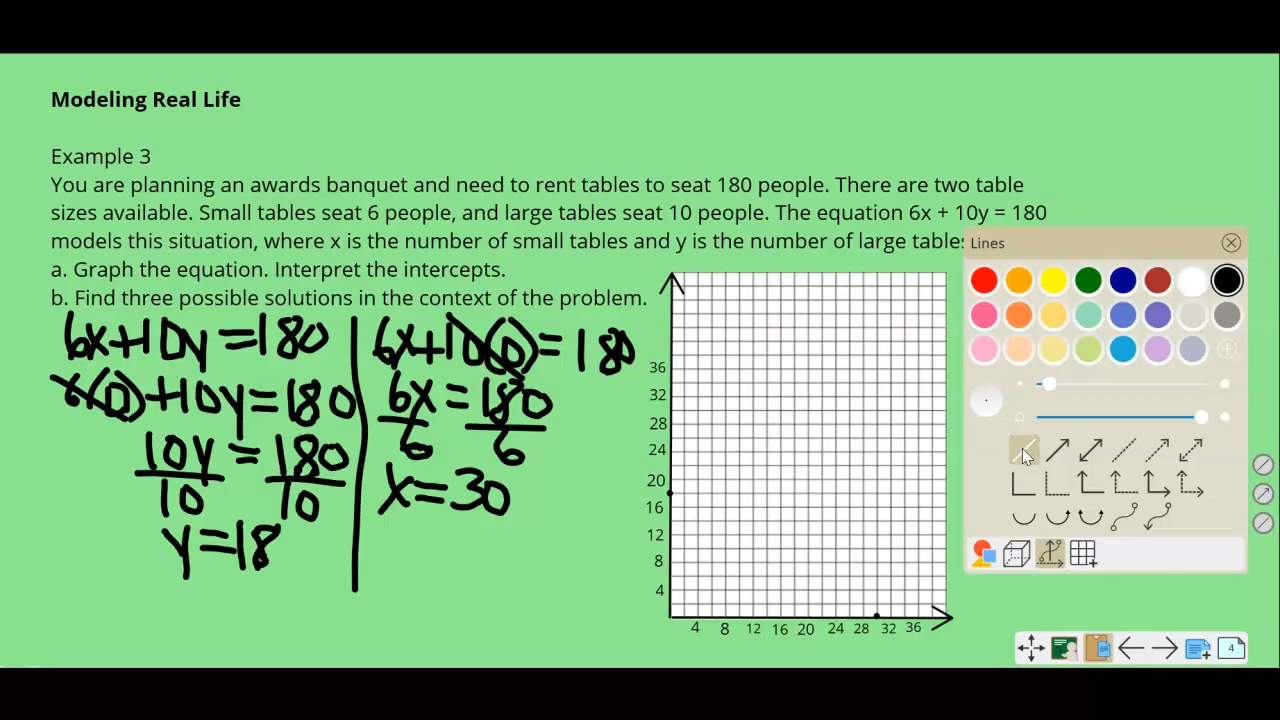 Modeling Real Life
Example 3
You are planning an awards banquet and need to rent tables to seat 180 people. There are two table
sizes available. Small tables seat 6 people, and large tables seat 10 people. The equation 6x + 10y = 180
models this situation, where x is the number of small tables and y is the number of large tables
a. Graph the equation. Interpret the intercepts.
b. Find three possible solutions in the context of the problem.
6x+10y=180
6(0)+10y=180
10y=180
10 10
y=18
6x+10(0)=180
6x=180
6 6
x=30
36
32
28
24
20
16
12
8
4
4 8 12 16 20 24 28 32 36
Lines
4